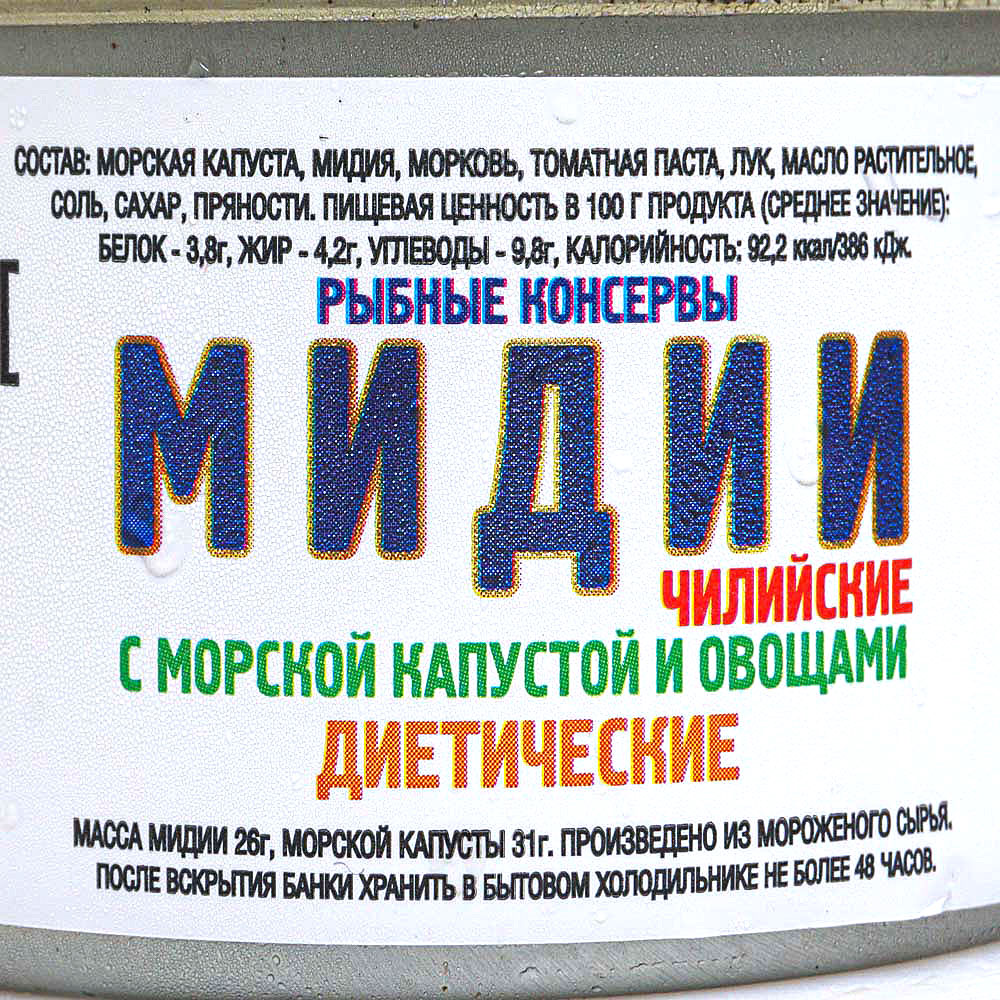 СОСТАВ: МОРСКАЯ КАПУСТА, МИДИЯ, МОРКОВЬ, ТОМАТНАЯ ПАСТА, ЛУК, МАСЛО РАСТИТЕЛЬНОЕ,
СОЛЬ, САХАР, ПРЯНОСТИ. ПИЩЕВАЯ ЦЕННОСТЬ В 100 Г ПРОДУКТА (СРЕДНЕЕ ЗНАЧЕНИЕ):
БЕЛОК - 3,8г, ЖИР - 4,2г, УГЛЕВОДЫ - 9,8г, КАЛОРИЙНОСТЬ: 92,2 ккал/386 кДж.
РЫБНЫЕ КОНСЕРВЫ
МИДИИ
ЧИЛИЙСКИЕ
С МОРСКОЙ КАПУСТОЙ И ОВОЩАМИ
ДИЕТИЧЕСКИЕ
МАССА МИДИИ 26г, МОРСКОЙ КАПУСТЫ 31г. ПРОИЗВЕДЕНО ИЗ МОРОЖЕНОГО СЫРЬЯ.
ПОСЛЕ ВСКРЫТИЯ БАНКИ ХРАНИТЬ В БЫТОВОМ ХОЛОДИЛЬНИКЕ НЕ БОЛЕЕ 48 ЧАСОВ.